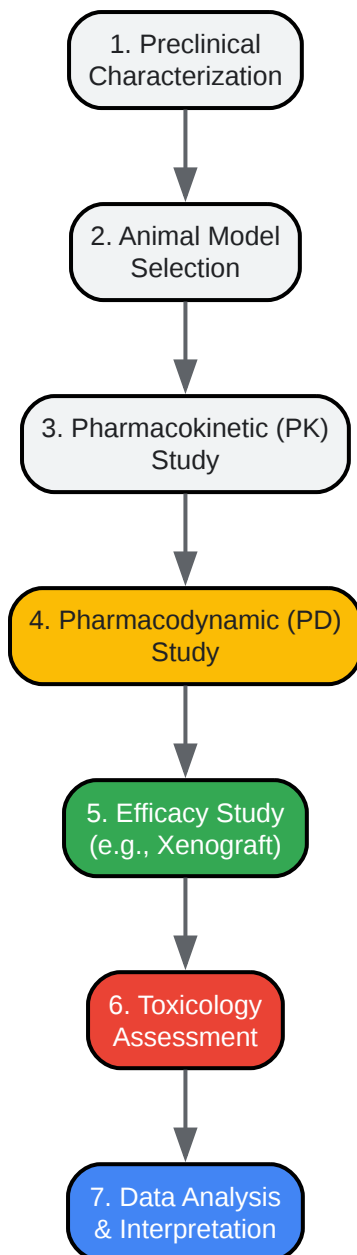 1. Preclinical
Characterization
2. Animal Model
Selection
3. Pharmacokinetic (PK)
Study
4. Pharmacodynamic (PD)
Study
5. Efficacy Study
(e.g., Xenograft)
6. Toxicology
Assessment
7. Data Analysis
& Interpretation